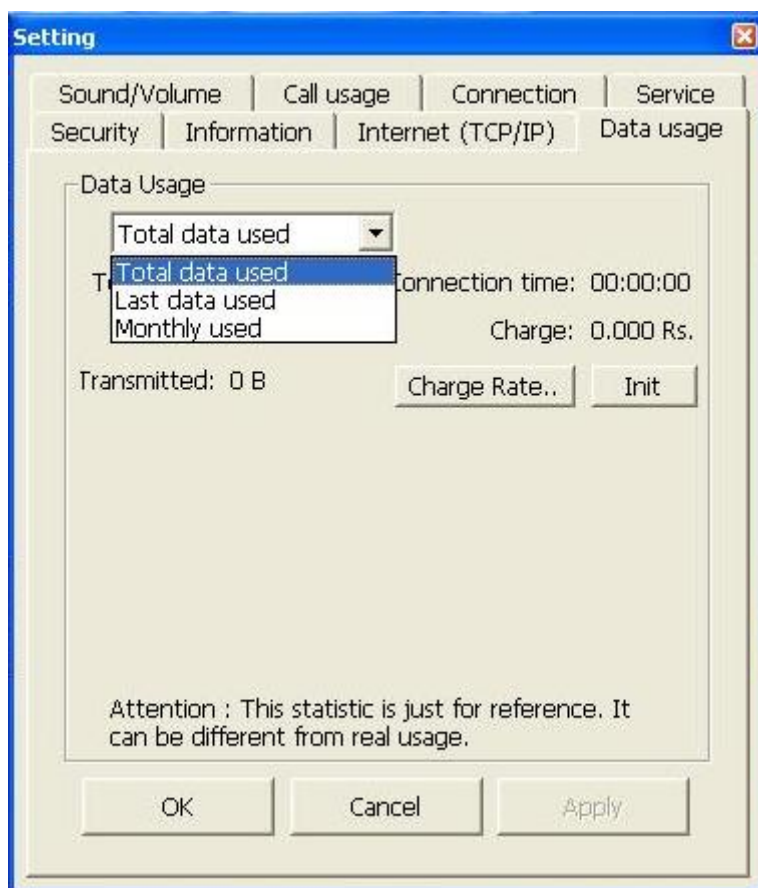 Setting
Sound/Volume Call usage Connection Service
Security Information Internet (TCP/IP) Data usage
Data Usage
Total data used
Total data used
Last data used
Monthly used
Connection time: 00:00:00
Charge: 0.000 Rs.
Transmitted: 0 B
Charge Rate.. Init
Attention : This statistic is just for reference. It
can be different from real usage.
OK Cancel Apply